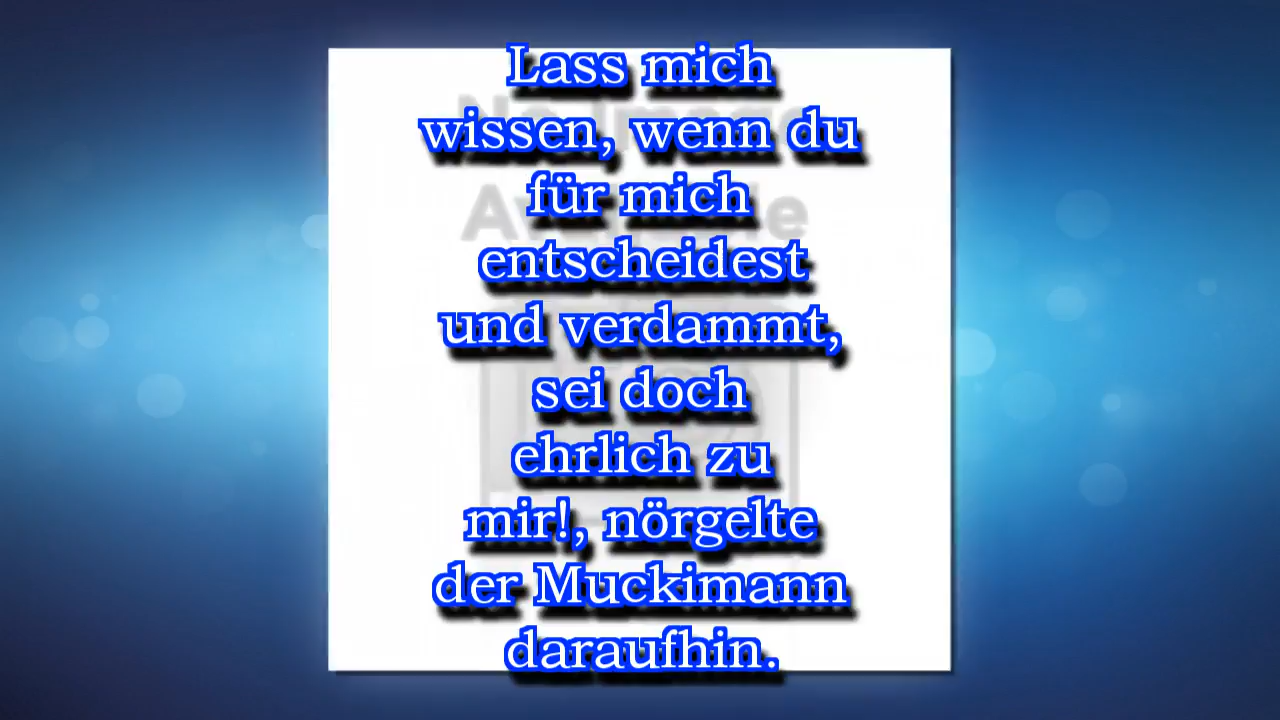 Lass mich
wissen, wenn du
für mich
entscheidest
und verdammt,
sei doch
ehrlich zu
mir!, nörgelte
der Muckimann
daraufhin.